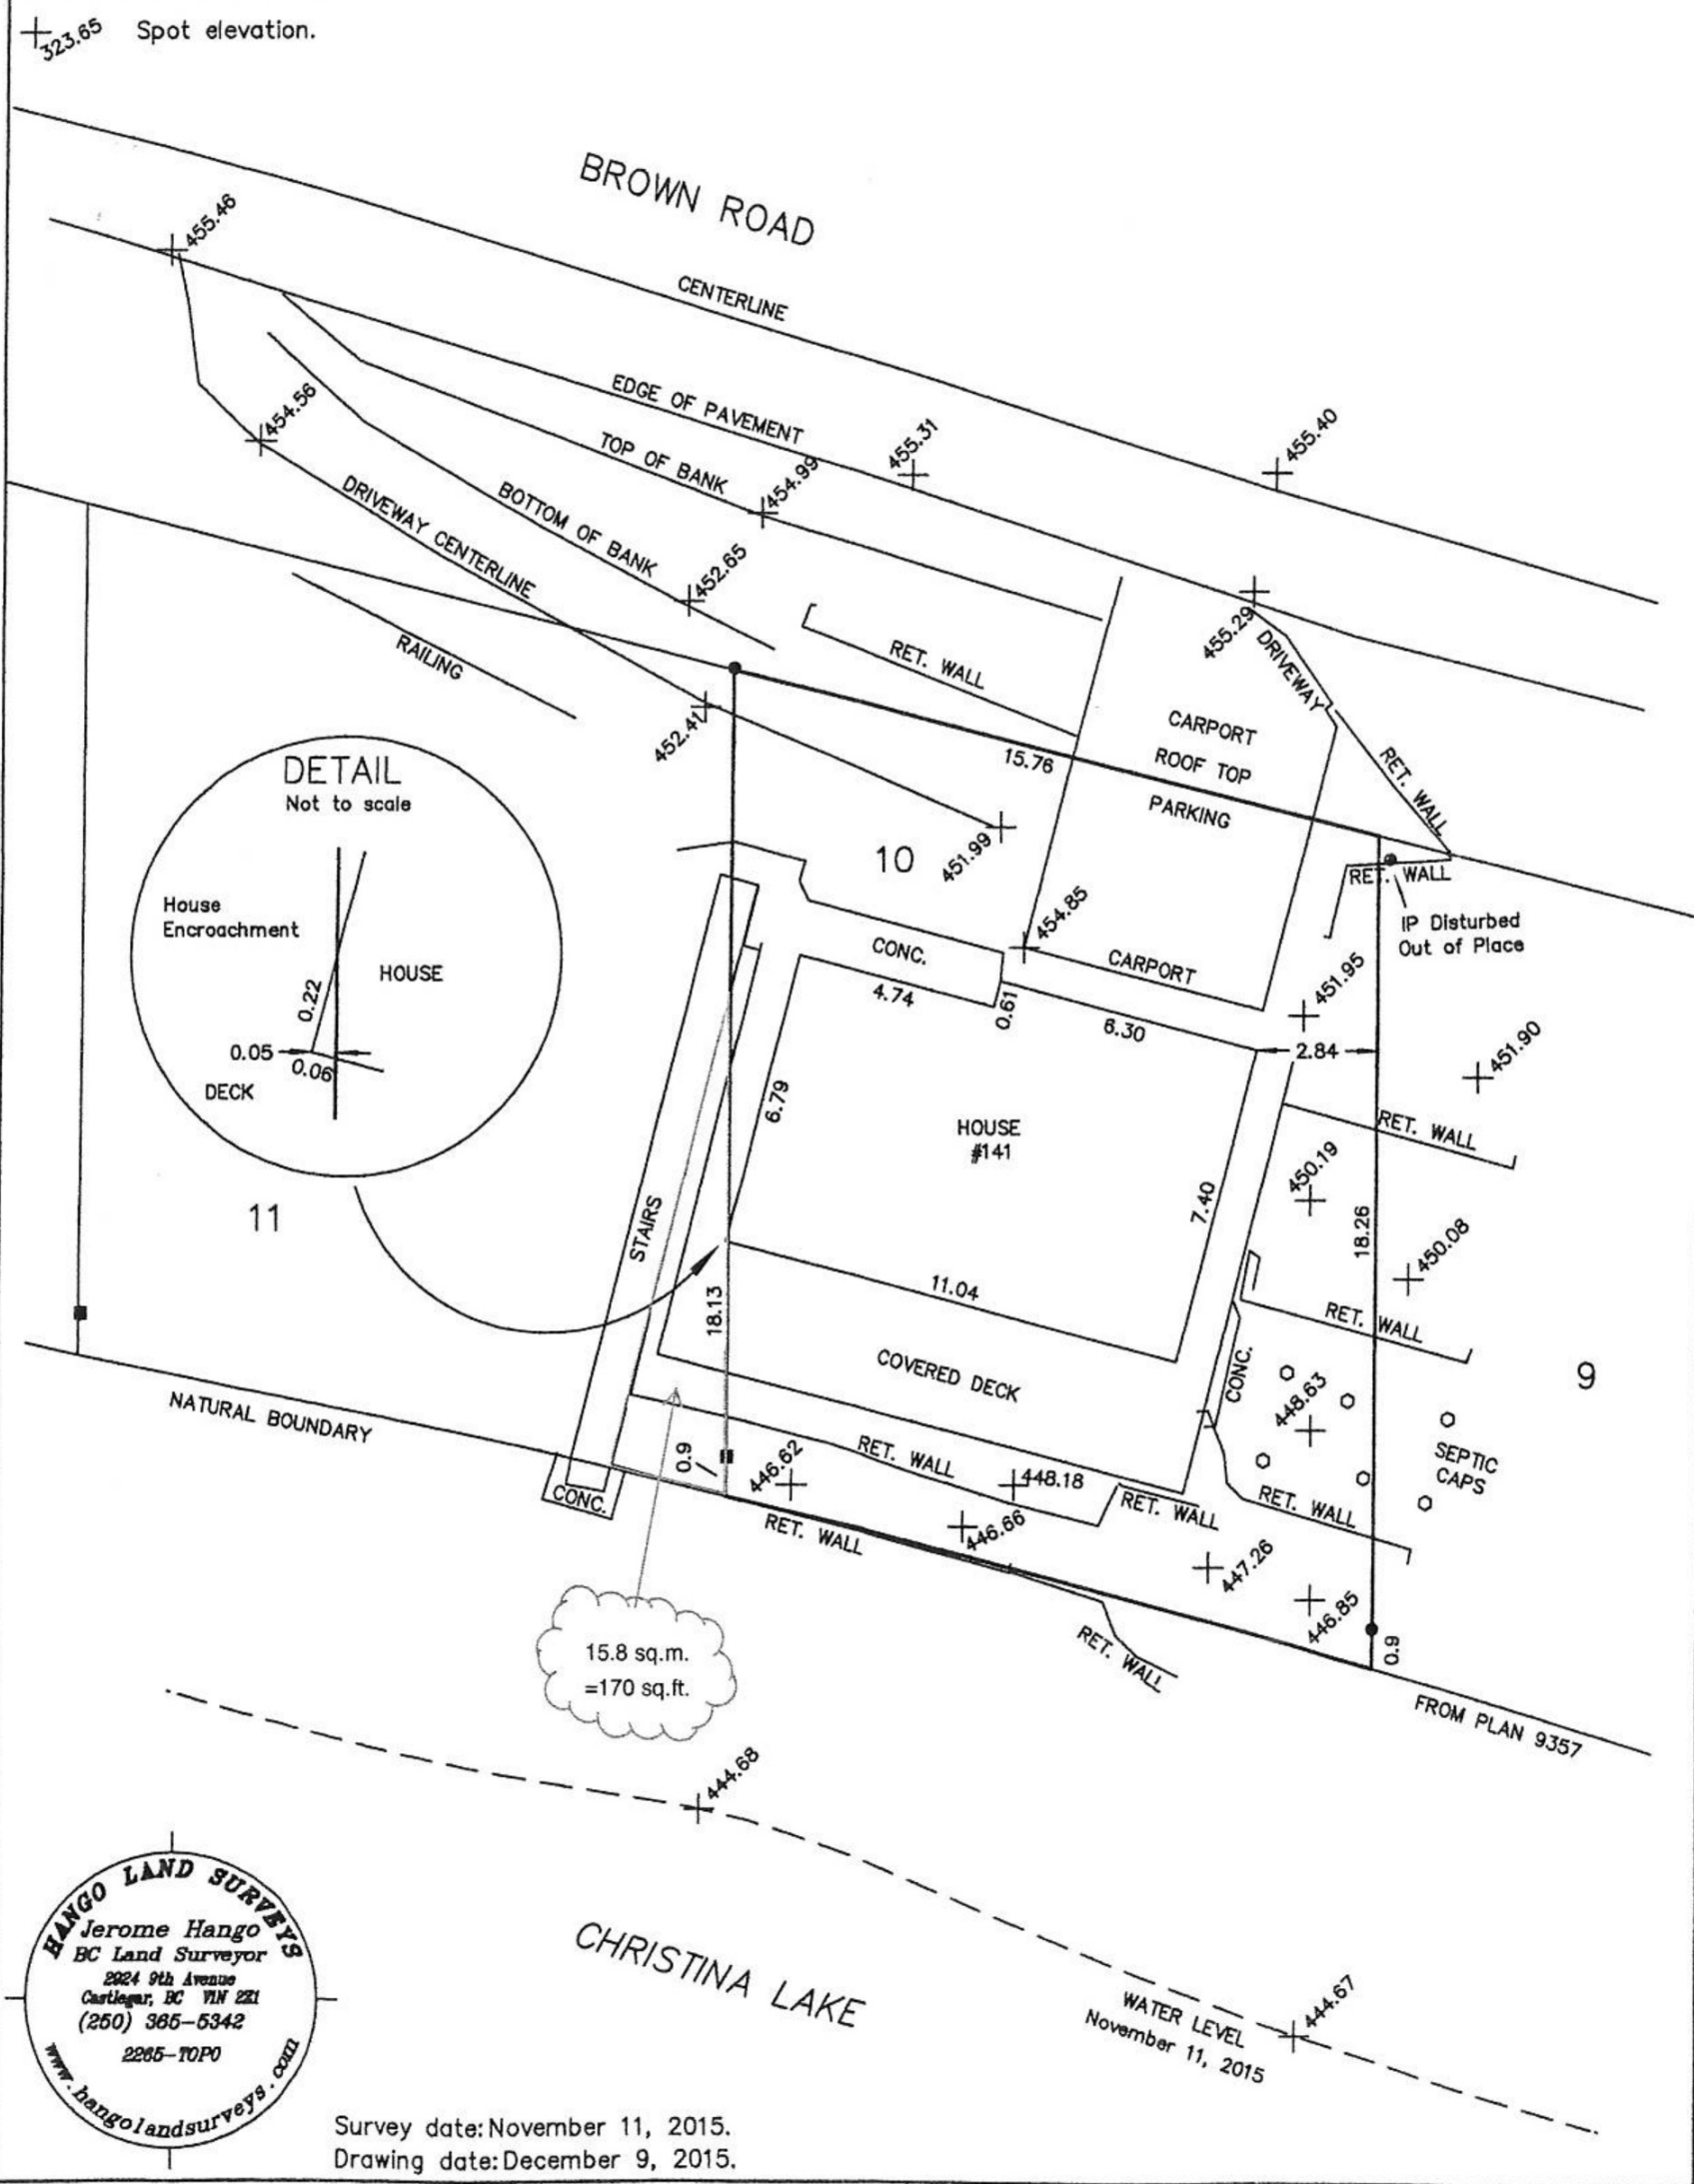 323.65 Spot elevation.
BROWN ROAD
455.46
CENTERLINE
EDGE OF PAVEMENT
454.56
TOP OF BANK
455.31
455.40
454.99
BOTTOM OF BANK
DRIVEWAY CENTERLINE
452.65
455.29
DRIVEWAY
RAILING
RET. WALL
452.41
15.76
CARPORT
ROOF TOP
PARKING
RET. WALL
DETAIL
Not to scale
House
Encroachment
HOUSE
0.22
0.05
0.06
DECK
10
451.99
454.85
RET. WALL
IP Disturbed
Out of Place
CONC.
CARPORT
451.95
4.74
0.61
6.30
2.84
451.90
6.79
HOUSE
#141
RET. WALL
450.19
7.40
18.26
450.08
11
STAIRS
18.13
11.04
RET. WALL
COVERED DECK
CONC.
448.63
9
NATURAL BOUNDARY
0.9
446.62
RET. WALL
448.18
SEPTIC
CAPS
CONC.
RET. WALL
RET. WALL
RET. WALL
446.66
447.26
446.85
0.9
RET. WALL
15.8 sq.m.
=170 sq.ft.
FROM PLAN 9357
444.68
CHRISTINA LAKE
WATER LEVEL
November 11, 2015
444.67
HANGO LAND SURVEYS
Jerome Hango
BC Land Surveyor
2924 9th Avenue
Castlegar, BC V1N 2Z1
(250) 365-5342
2265-TOPO
www.hangolandsurveys.com
Survey date: November 11, 2015.
Drawing date: December 9, 2015.